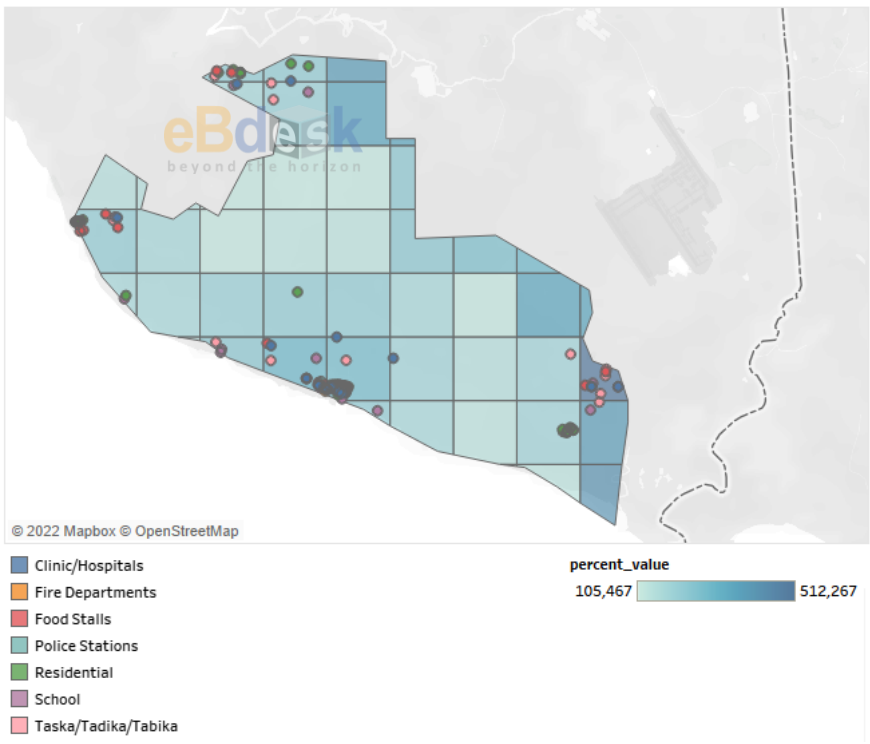 eBdesk
beyond the horizon
© 2022 Mapbox © OpenStreetMap
Clinic/Hospitals
Fire Departments
Food Stalls
Police Stations
Residential
School
Taska/Tadika/Tabika
percent_value
105,467 512,267